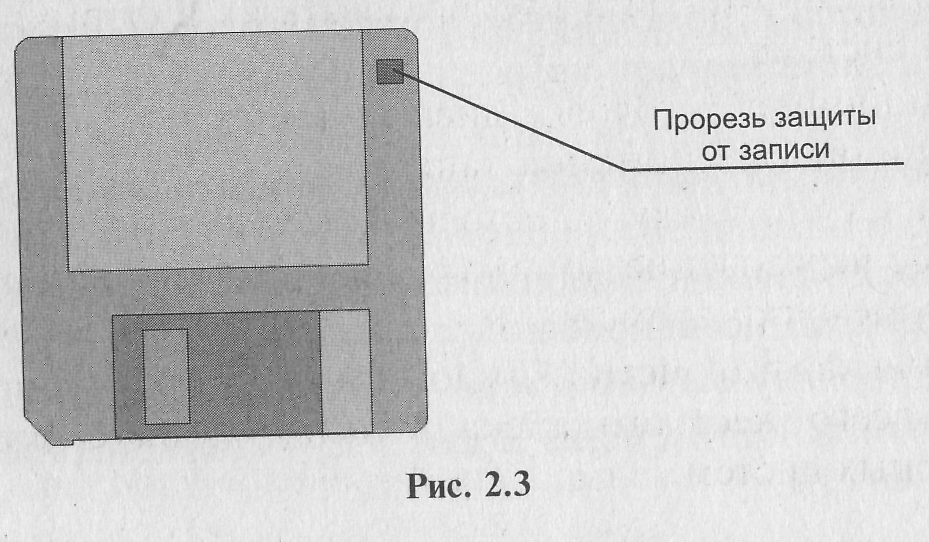 Прорезь защиты
от записи
Рис. 2.3